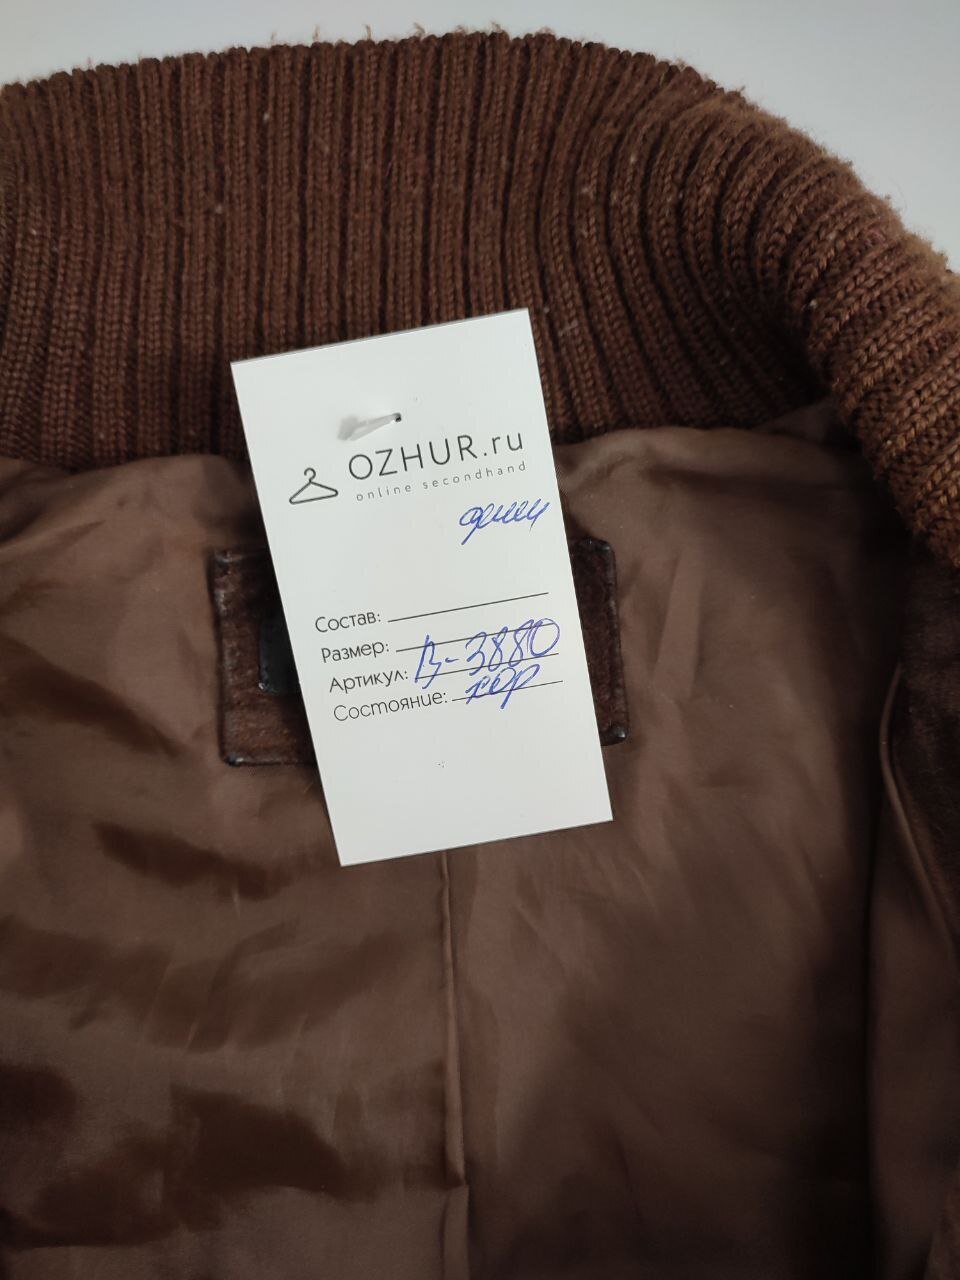 OZHUR.ru
online secondhand
Состав:
Размер:
Артикул: В-3880
Состояние: хор